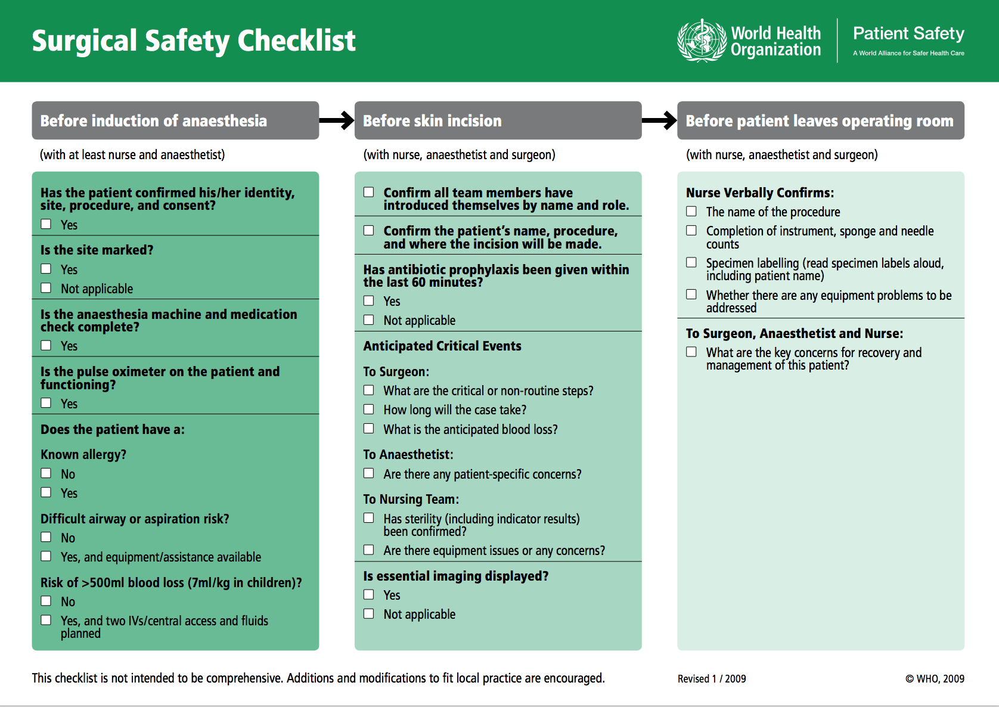 Surgical Safety Checklist
World Health
Organization
Patient Safety
A World Alliance for Safer Health Care
Before induction of anaesthesia
(with at least nurse and anaesthetist)
Has the patient confirmed his/her identity,
site, procedure, and consent?
Yes
Is the site marked?
Yes
Not applicable
Is the anaesthesia machine and medication
check complete?
Yes
Is the pulse oximeter on the patient and
functioning?
Yes
Does the patient have a:
Known allergy?
No
Yes
Difficult airway or aspiration risk?
No
Yes, and equipment/assistance available
Risk of >500ml blood loss (7ml/kg in children)?
No
Yes, and two IVs/central access and fluids
planned
Before skin incision
(with nurse, anaesthetist and surgeon)
Confirm all team members have
introduced themselves by name and role.
Confirm the patient’s name, procedure,
and where the incision will be made.
Has antibiotic prophylaxis been given within
the last 60 minutes?
Yes
Not applicable
Anticipated Critical Events
To Surgeon:
What are the critical or non-routine steps?
How long will the case take?
What is the anticipated blood loss?
To Anaesthetist:
Are there any patient-specific concerns?
To Nursing Team:
Has sterility (including indicator results)
been confirmed?
Are there equipment issues or any concerns?
Is essential imaging displayed?
Yes
Not applicable
Before patient leaves operating room
(with nurse, anaesthetist and surgeon)
Nurse Verbally Confirms:
The name of the procedure
Completion of instrument, sponge and needle
counts
Specimen labelling (read specimen labels aloud,
including patient name)
Whether there are any equipment problems to be
addressed
To Surgeon, Anaesthetist and Nurse:
What are the key concerns for recovery and
management of this patient?
This checklist is not intended to be comprehensive. Additions and modifications to fit local practice are encouraged.
Revised 1 / 2009
© WHO, 2009